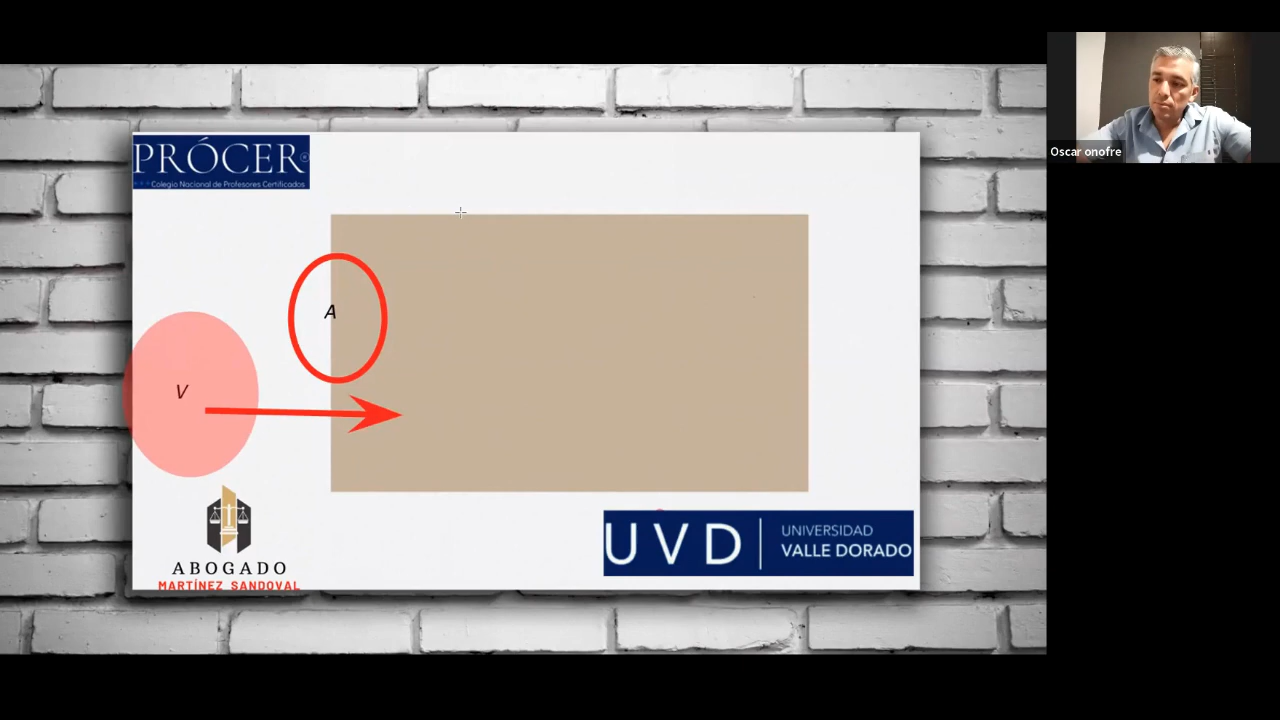 PRÓCER®
Colegio Nacional de Profesores Certificados
Oscar onofre
A
V
ABOGADO
MARTÍNEZ SANDOVAL
UVD
UNIVERSIDAD
VALLE DORADO